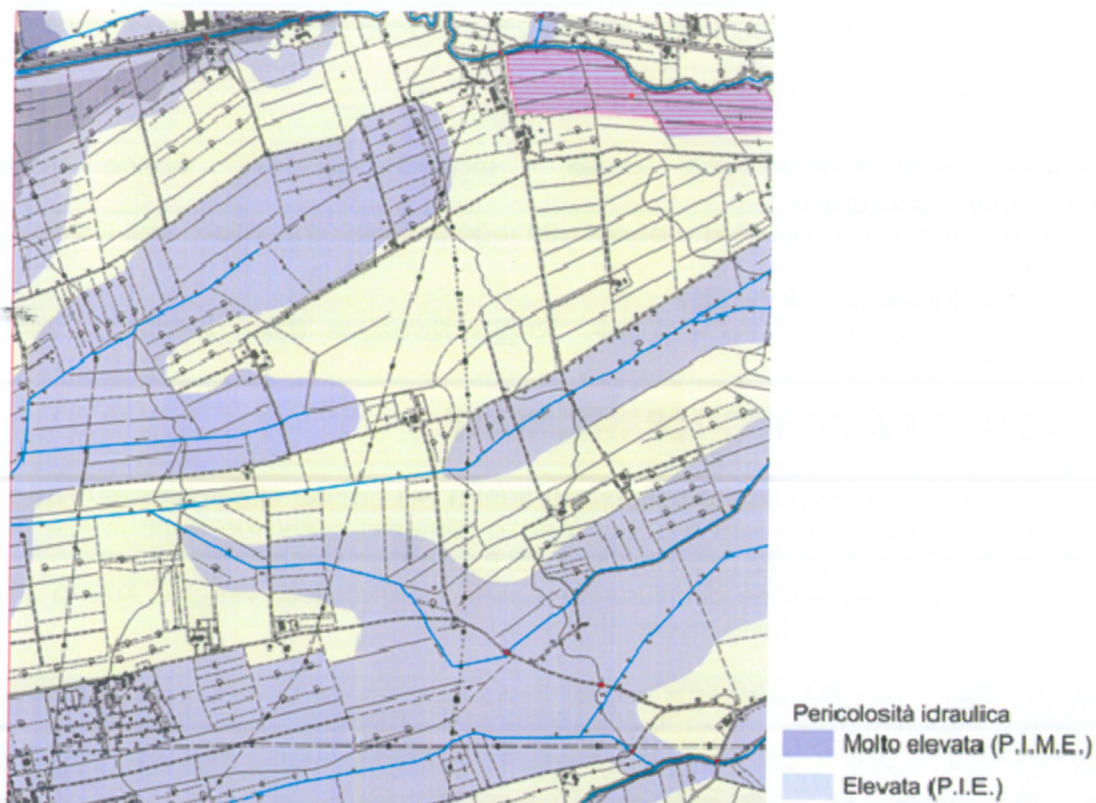 Pericolosità idraulica
Molto elevata (P.I.M.E.)
Elevata (P.I.E.)